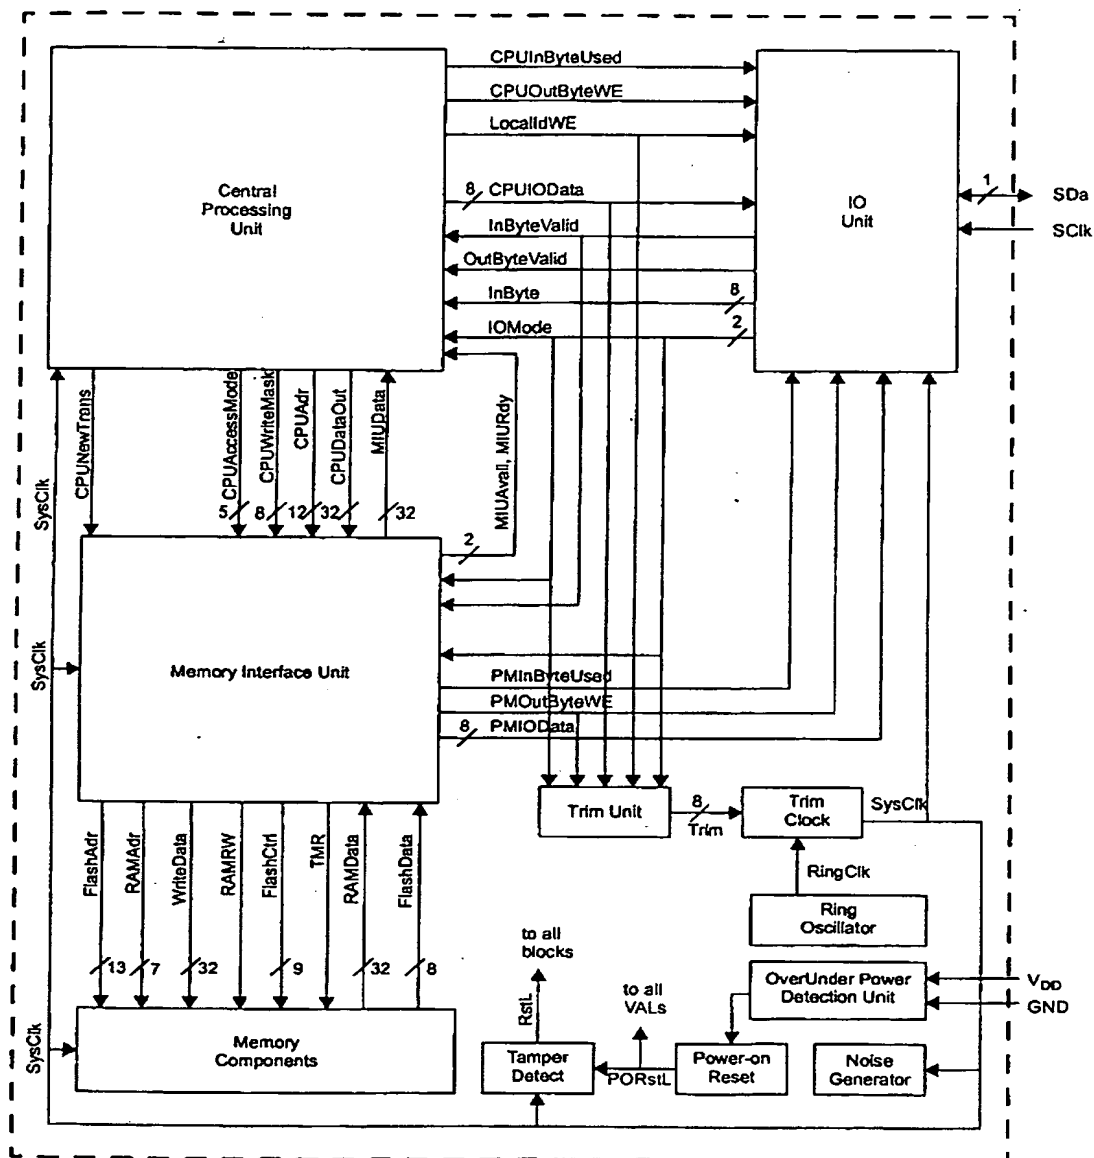 CPUInByteUsed
CPUOutByteWE
LocalIdWE
Central
Processing
Unit
8
CPUIOData
IO
Unit
1
SDa
SClk
InByteValid
OutByteValid
InByte
8
IOMode
2
SysClk
CPUNewTrans
CPUAccessMode
CPUWriteMask
CPUAdr
CPUDataOut
MIUData
MIUAvail, MIURdy
5
8
12
32
32
2
SysClk
Memory Interface Unit
PMInByteUsed
PMOutByteWE
8
PMIOData
Trim Unit
8
Trim
Trim
Clock
SysClk
FlashAdr
RAMAdr
WriteData
RAMRW
FlashCtrl
TMR
RAMData
FlashData
RingClk
Ring
Oscillator
to all
blocks
13
7
32
9
32
8
OverUnder Power
Detection Unit
VDD
GND
to all
VALs
RstL
SysClk
Memory
Components
Tamper
Detect
PORstL
Power-on
Reset
Noise
Generator